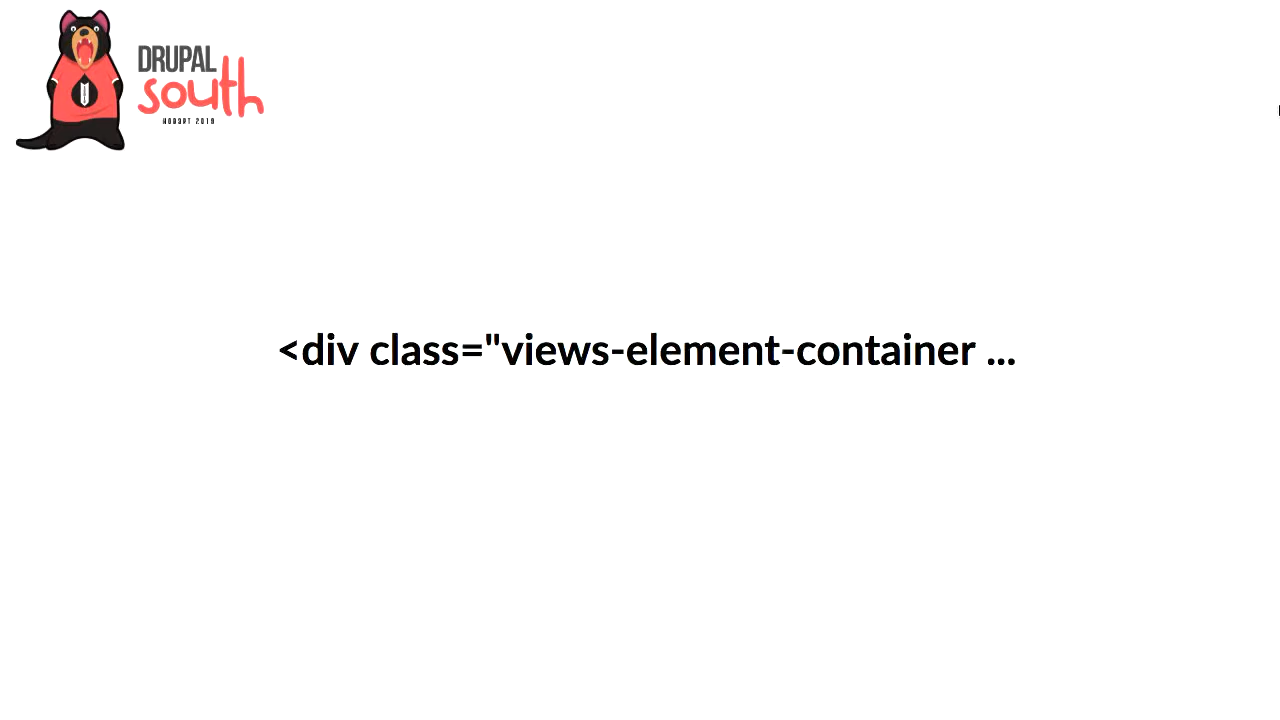 DRUPAL
south
HOBART 2019
<div class="views-element-container ...